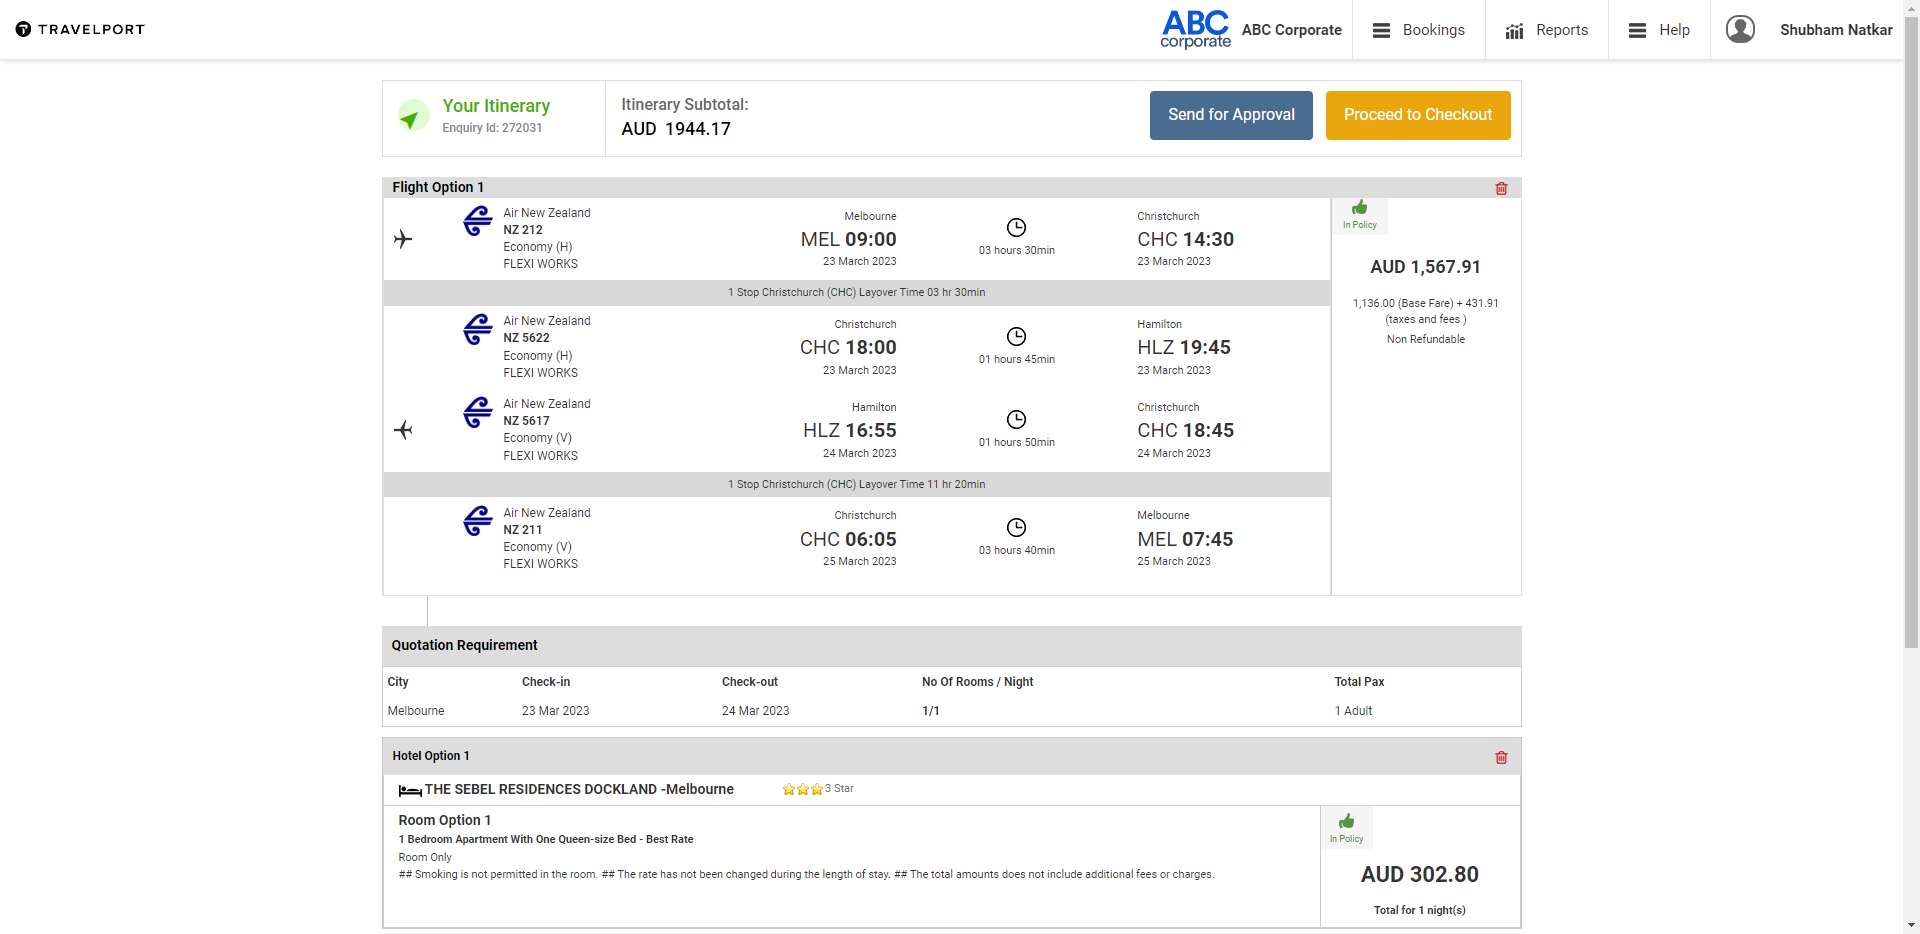 TRAVELPORT
ABC
corporate
ABC Corporate
Bookings
Reports
Help
Shubham Natkar
Your Itinerary
Enquiry Id: 272031
Itinerary Subtotal:
AUD 1944.17
Send for Approval
Proceed to Checkout
Flight Option 1
Air New Zealand
NZ 212
Economy (H)
FLEXI WORKS
Melbourne
MEL 09:00
23 March 2023
03 hours 30min
Christchurch
CHC 14:30
23 March 2023
In Policy
AUD 1,567.91
1,136.00 (Base Fare) + 431.91
(taxes and fees )
Non Refundable
1 Stop Christchurch (CHC) Layover Time 03 hr 30min
Air New Zealand
NZ 5622
Economy (H)
FLEXI WORKS
Christchurch
CHC 18:00
23 March 2023
01 hours 45min
Hamilton
HLZ 19:45
23 March 2023
Air New Zealand
NZ 5617
Economy (V)
FLEXI WORKS
Hamilton
HLZ 16:55
24 March 2023
01 hours 50min
Christchurch
CHC 18:45
24 March 2023
1 Stop Christchurch (CHC) Layover Time 11 hr 20min
Air New Zealand
NZ 211
Economy (V)
FLEXI WORKS
Christchurch
CHC 06:05
25 March 2023
03 hours 40min
Melbourne
MEL 07:45
25 March 2023
Quotation Requirement
City Check-in Check-out No Of Rooms / Night Total Pax
Melbourne 23 Mar 2023 24 Mar 2023 1/1 1 Adult
Hotel Option 1
THE SEBEL RESIDENCES DOCKLAND -Melbourne 3 Star
Room Option 1
1 Bedroom Apartment With One Queen-size Bed - Best Rate
Room Only
## Smoking is not permitted in the room. ## The rate has not been changed during the length of stay. ## The total amounts does not include additional fees or charges.
In Policy
AUD 302.80
Total for 1 night(s)